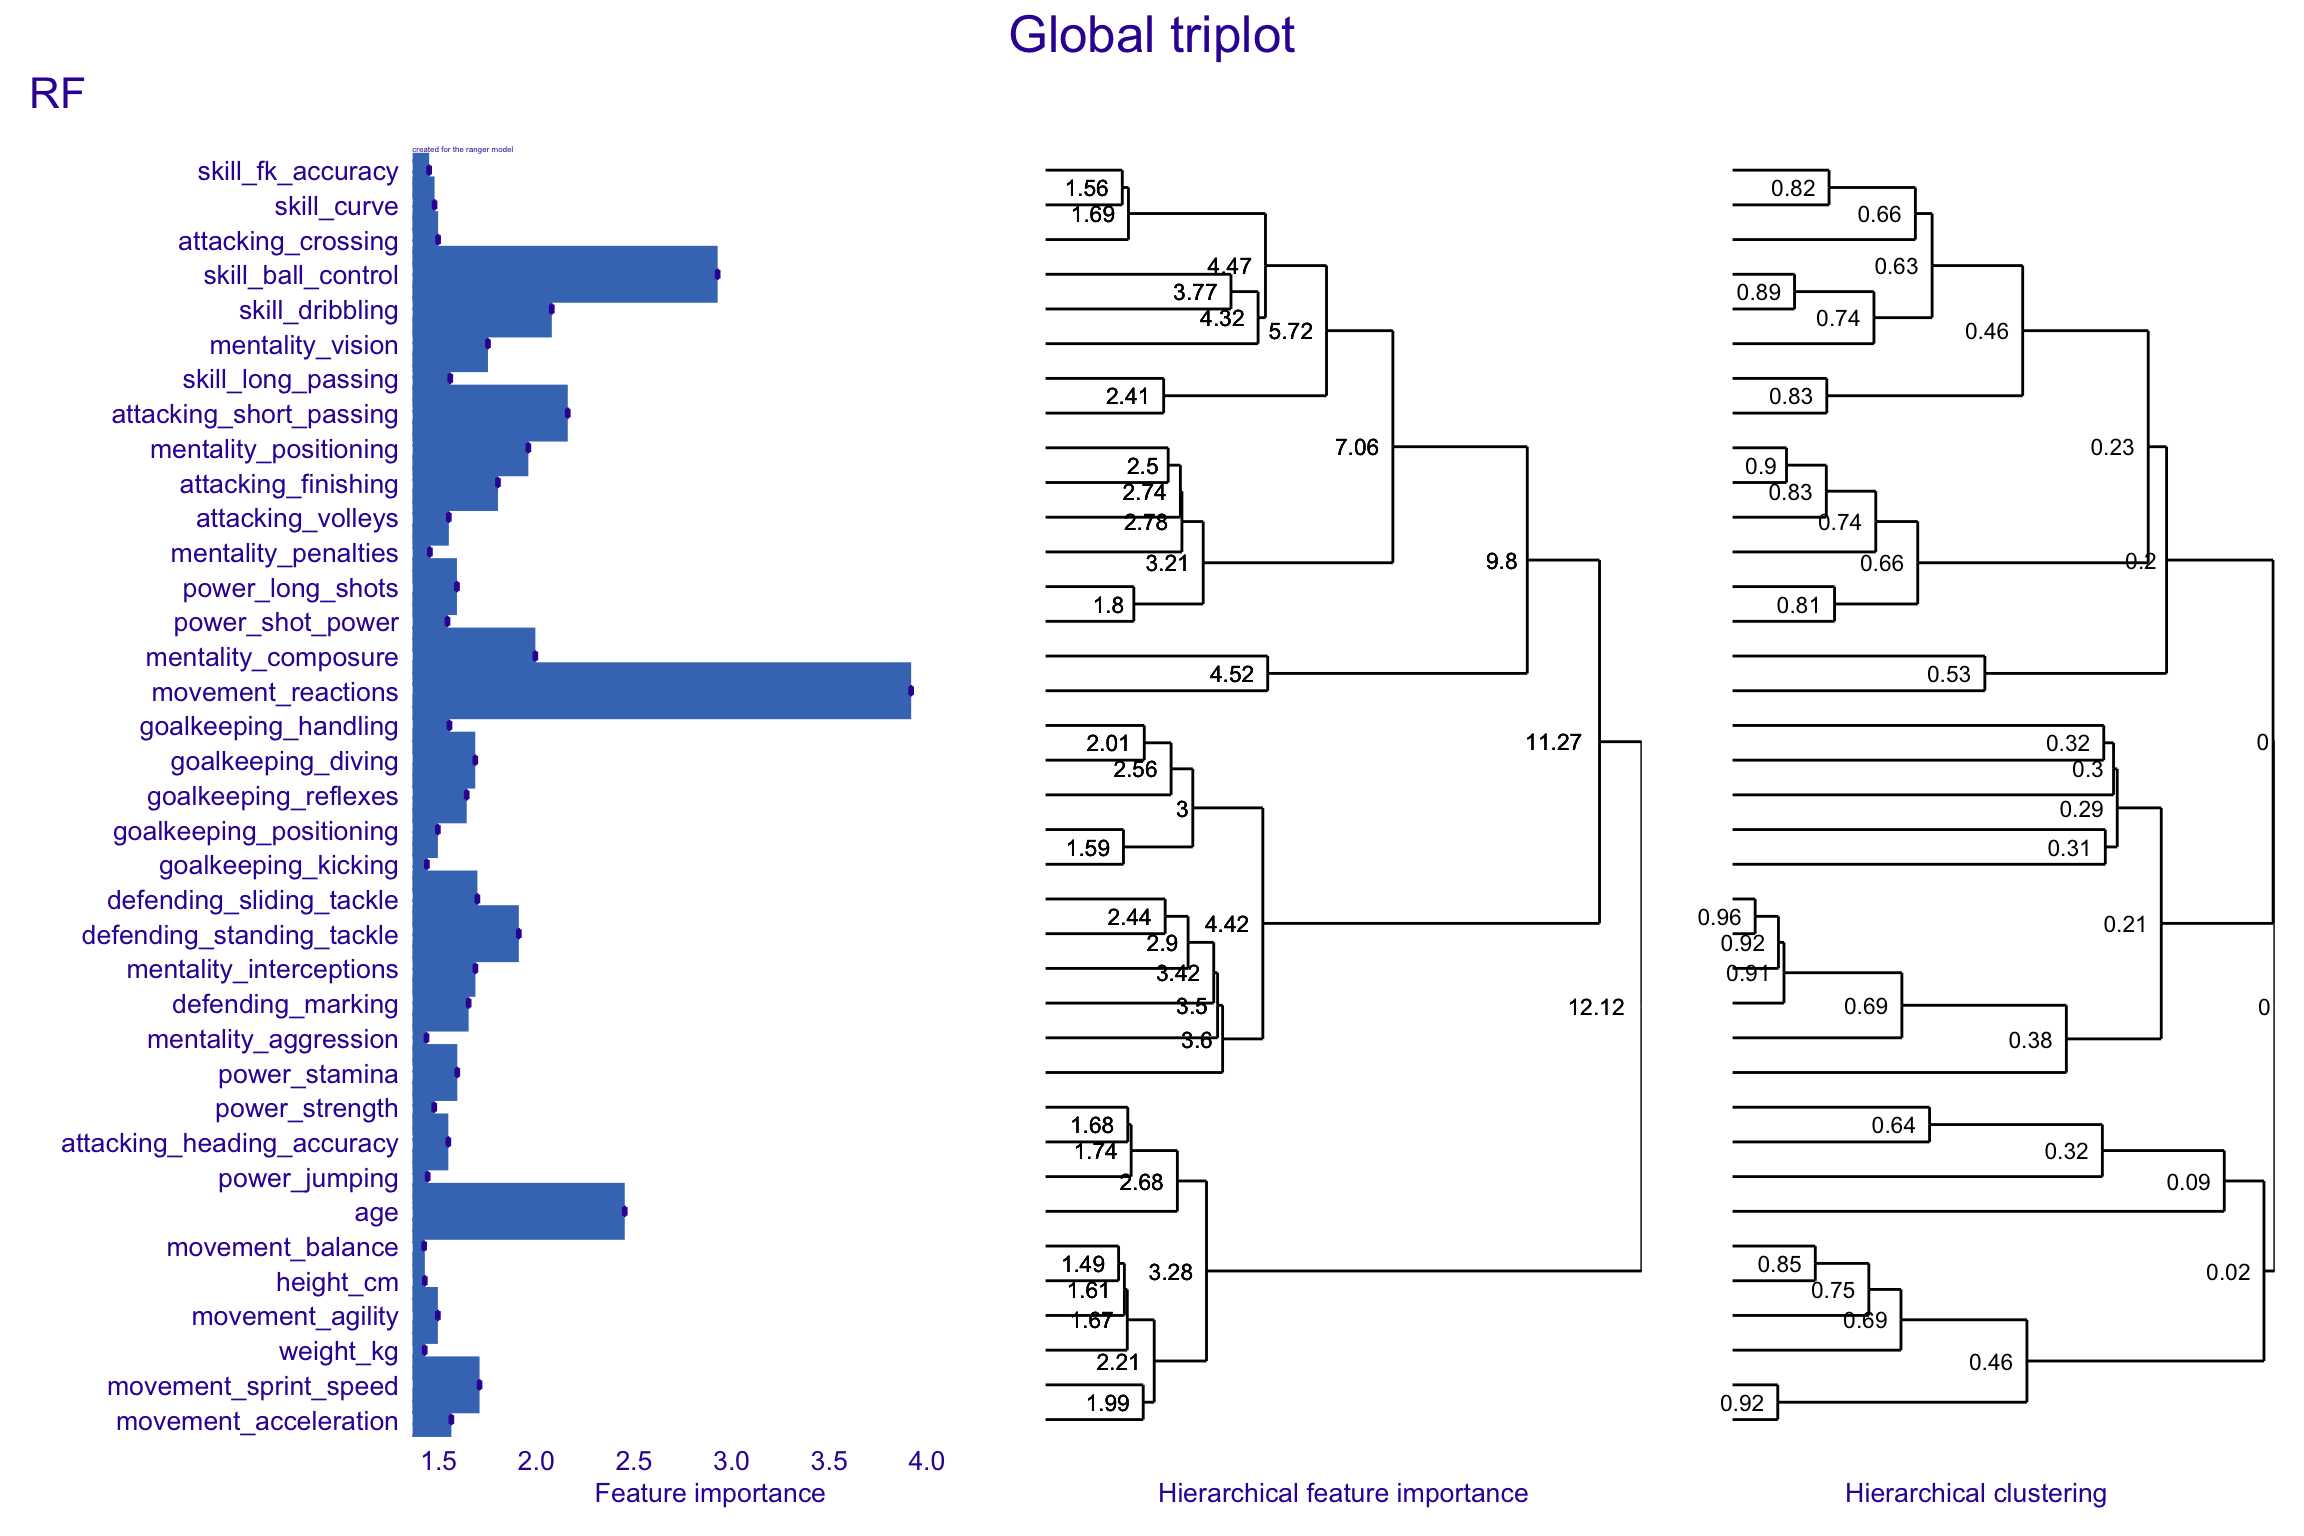 Global triplot
RF
created for the ranger model
skill_fk_accuracy
skill_curve
attacking_crossing
skill_ball_control
skill_dribbling
mentality_vision
skill_long_passing
attacking_short_passing
mentality_positioning
attacking_finishing
attacking_volleys
mentality_penalties
power_long_shots
power_shot_power
mentality_composure
movement_reactions
goalkeeping_handling
goalkeeping_diving
goalkeeping_reflexes
goalkeeping_positioning
goalkeeping_kicking
defending_sliding_tackle
defending_standing_tackle
mentality_interceptions
defending_marking
mentality_aggression
power_stamina
power_strength
attacking_heading_accuracy
power_jumping
age
movement_balance
height_cm
movement_agility
weight_kg
movement_sprint_speed
movement_acceleration
1.5 2.0 2.5 3.0 3.5 4.0
Feature importance
1.56
1.69
4.47
3.77
4.32
5.72
2.41
7.06
2.5
2.74
2.78
3.21
9.8
1.8
4.52
11.27
2.01
2.56
3
1.59
2.44
4.42
2.9
3.42
3.5
12.12
3.6
1.68
1.74
2.68
1.49
3.28
1.61
1.67
2.21
1.99
Hierarchical feature importance
0.82
0.66
0.63
0.89
0.74
0.46
0.83
0.23
0.9
0.83
0.74
0.2
0.66
0.81
0.53
0.32
0
0.3
0.29
0.31
0.96
0.21
0.92
0.91
0.69
0
0.38
0.64
0.32
0.09
0.85
0.02
0.75
0.69
0.46
0.92
Hierarchical clustering